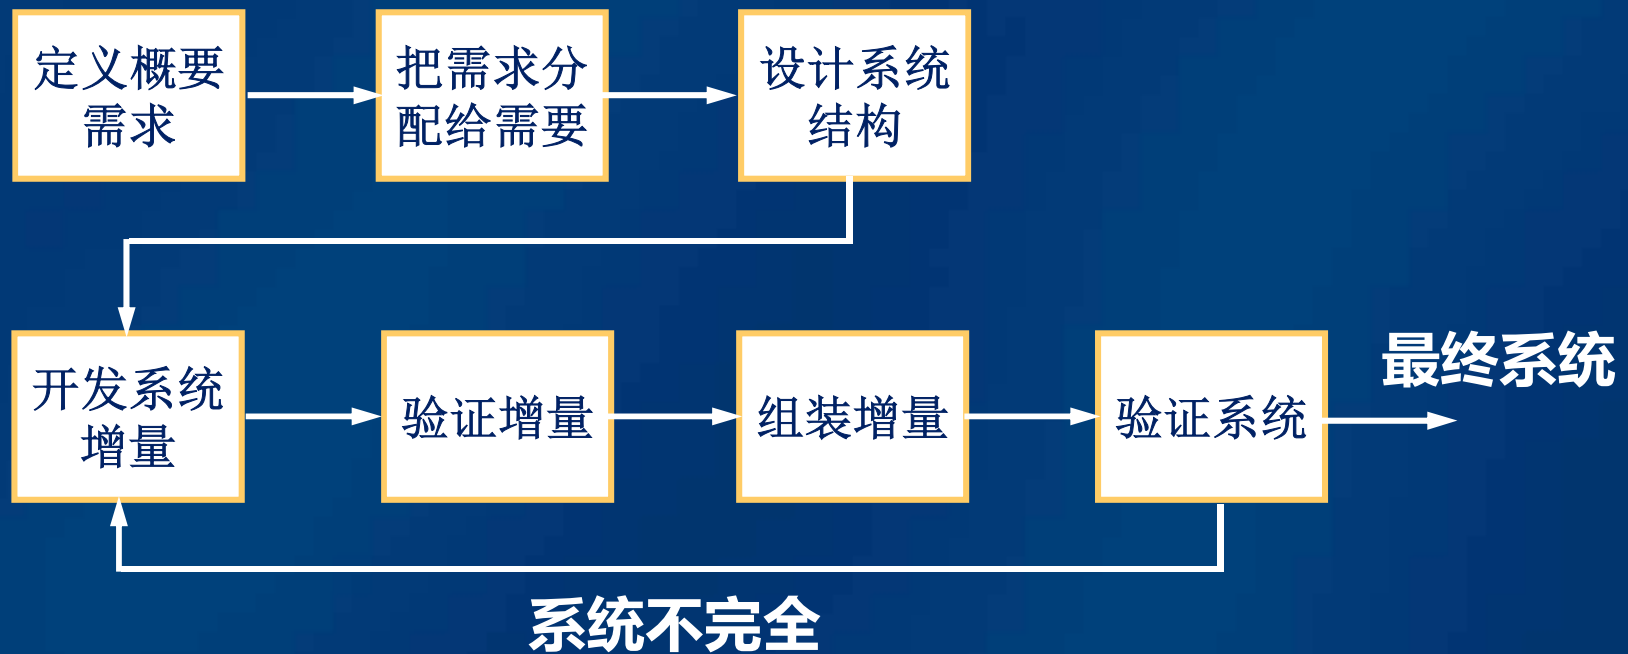 定义概要
需求
把需求分
配给需要
设计系统
结构
开发系统
增量
验证增量
组装增量
验证系统
最终系统
系统不完全